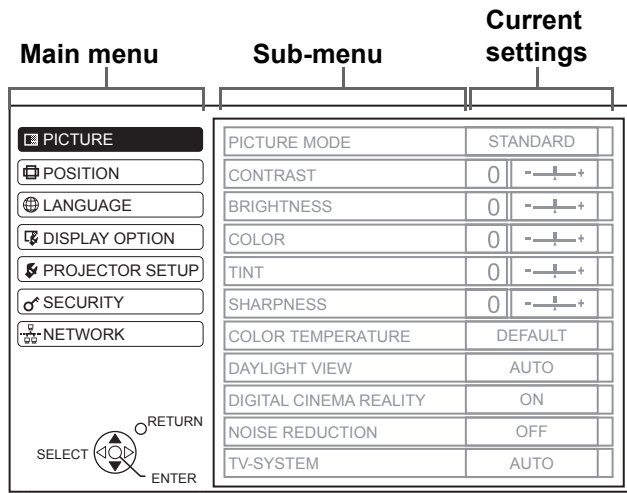 Main menu
Sub-menu
Current
settings
PICTURE
POSITION
LANGUAGE
DISPLAY OPTION
PROJECTOR SETUP
SECURITY
NETWORK
PICTURE MODE STANDARD
CONTRAST 0 - +
BRIGHTNESS 0 - +
COLOR 0 - +
TINT 0 - +
SHARPNESS 0 - +
COLOR TEMPERATURE DEFAULT
DAYLIGHT VIEW AUTO
DIGITAL CINEMA REALITY ON
NOISE REDUCTION OFF
TV-SYSTEM AUTO
RETURN
SELECT
ENTER